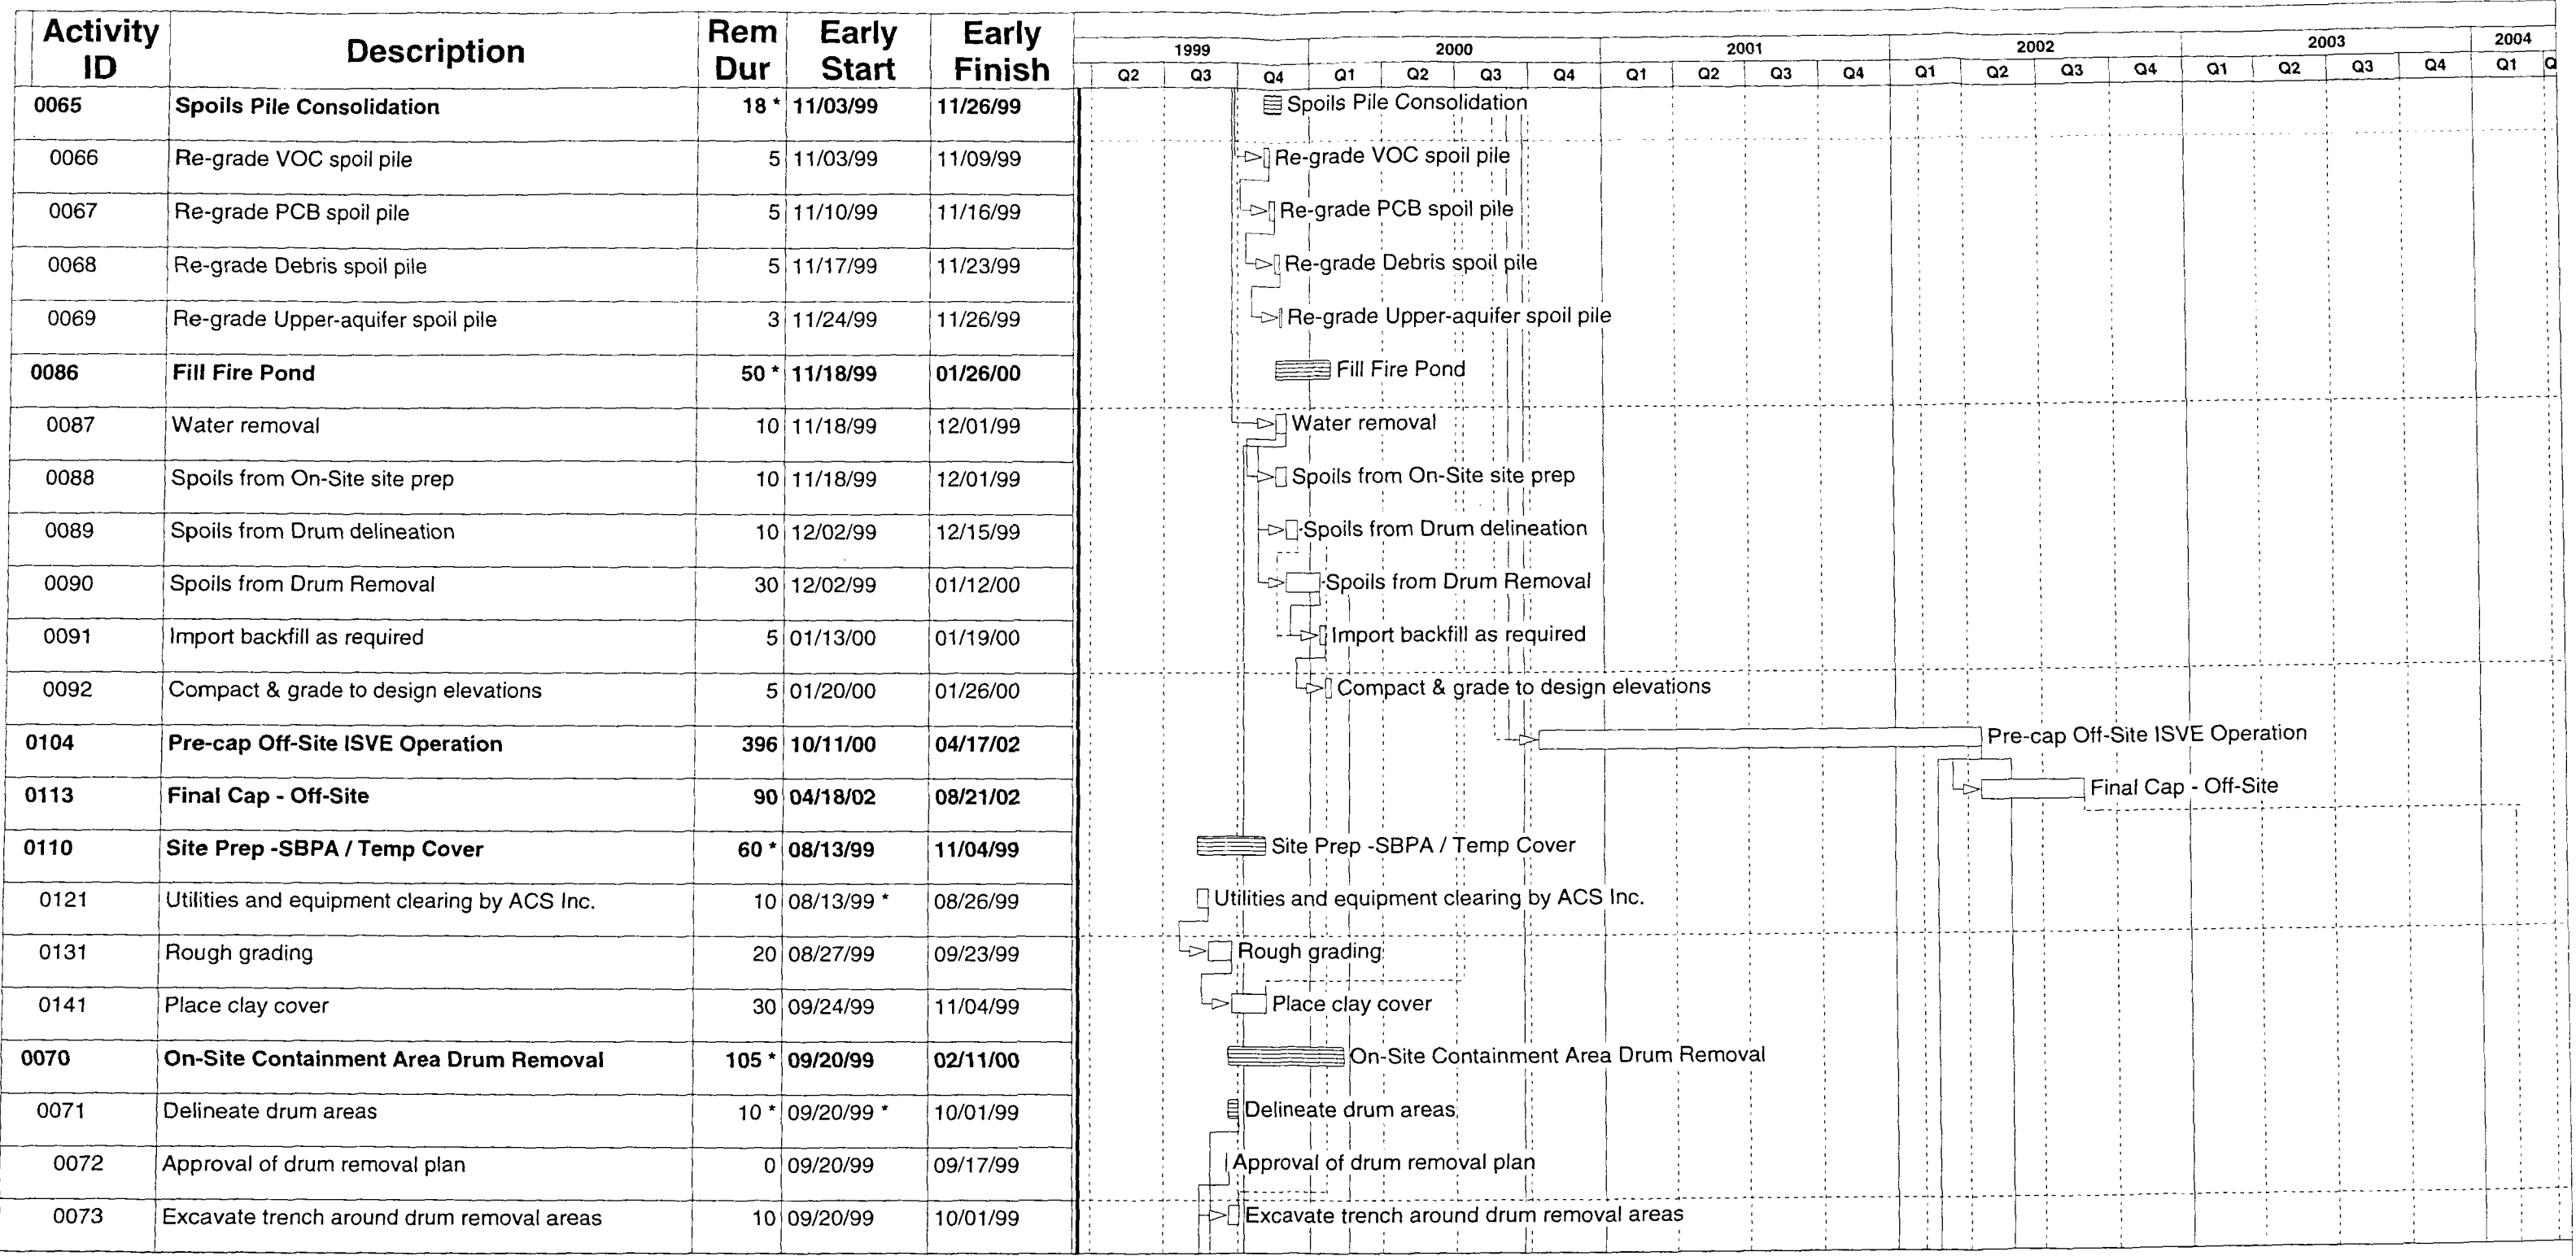 Activity ID Description Rem Dur Early Start Early Finish
1999 2000 2001 2002 2003 2004
Q2 Q3 Q4 Q1 Q2 Q3 Q4 Q1 Q2 Q3 Q4 Q1 Q2 Q3 Q4 Q1 Q2 Q3 Q4 Q1 Q
0065 Spoils Pile Consolidation 18 * 11/03/99 11/26/99 Spoils Pile Consolidation
0066 Re-grade VOC spoil pile 5 11/03/99 11/09/99 Re-grade VOC spoil pile
0067 Re-grade PCB spoil pile 5 11/10/99 11/16/99 Re-grade PCB spoil pile
0068 Re-grade Debris spoil pile 5 11/17/99 11/23/99 Re-grade Debris spoil pile
0069 Re-grade Upper-aquifer spoil pile 3 11/24/99 11/26/99 Re-grade Upper-aquifer spoil pile
0086 Fill Fire Pond 50 * 11/18/99 01/26/00 Fill Fire Pond
0087 Water removal 10 11/18/99 12/01/99 Water removal
0088 Spoils from On-Site site prep 10 11/18/99 12/01/99 Spoils from On-Site site prep
0089 Spoils from Drum delineation 10 12/02/99 12/15/99 Spoils from Drum delineation
0090 Spoils from Drum Removal 30 12/02/99 01/12/00 Spoils from Drum Removal
0091 Import backfill as required 5 01/13/00 01/19/00 Import backfill as required
0092 Compact & grade to design elevations 5 01/20/00 01/26/00 Compact & grade to design elevations
0104 Pre-cap Off-Site ISVE Operation 396 10/11/00 04/17/02 Pre-cap Off-Site ISVE Operation
0113 Final Cap - Off-Site 90 04/18/02 08/21/02 Final Cap - Off-Site
0110 Site Prep -SBPA / Temp Cover 60 * 08/13/99 11/04/99 Site Prep -SBPA / Temp Cover
0121 Utilities and equipment clearing by ACS Inc. 10 08/13/99 * 08/26/99 Utilities and equipment clearing by ACS Inc.
0131 Rough grading 20 08/27/99 09/23/99 Rough grading
0141 Place clay cover 30 09/24/99 11/04/99 Place clay cover
0070 On-Site Containment Area Drum Removal 105 * 09/20/99 02/11/00 On-Site Containment Area Drum Removal
0071 Delineate drum areas 10 * 09/20/99 * 10/01/99 Delineate drum areas
0072 Approval of drum removal plan 0 09/20/99 09/17/99 Approval of drum removal plan
0073 Excavate trench around drum removal areas 10 09/20/99 10/01/99 Excavate trench around drum removal areas